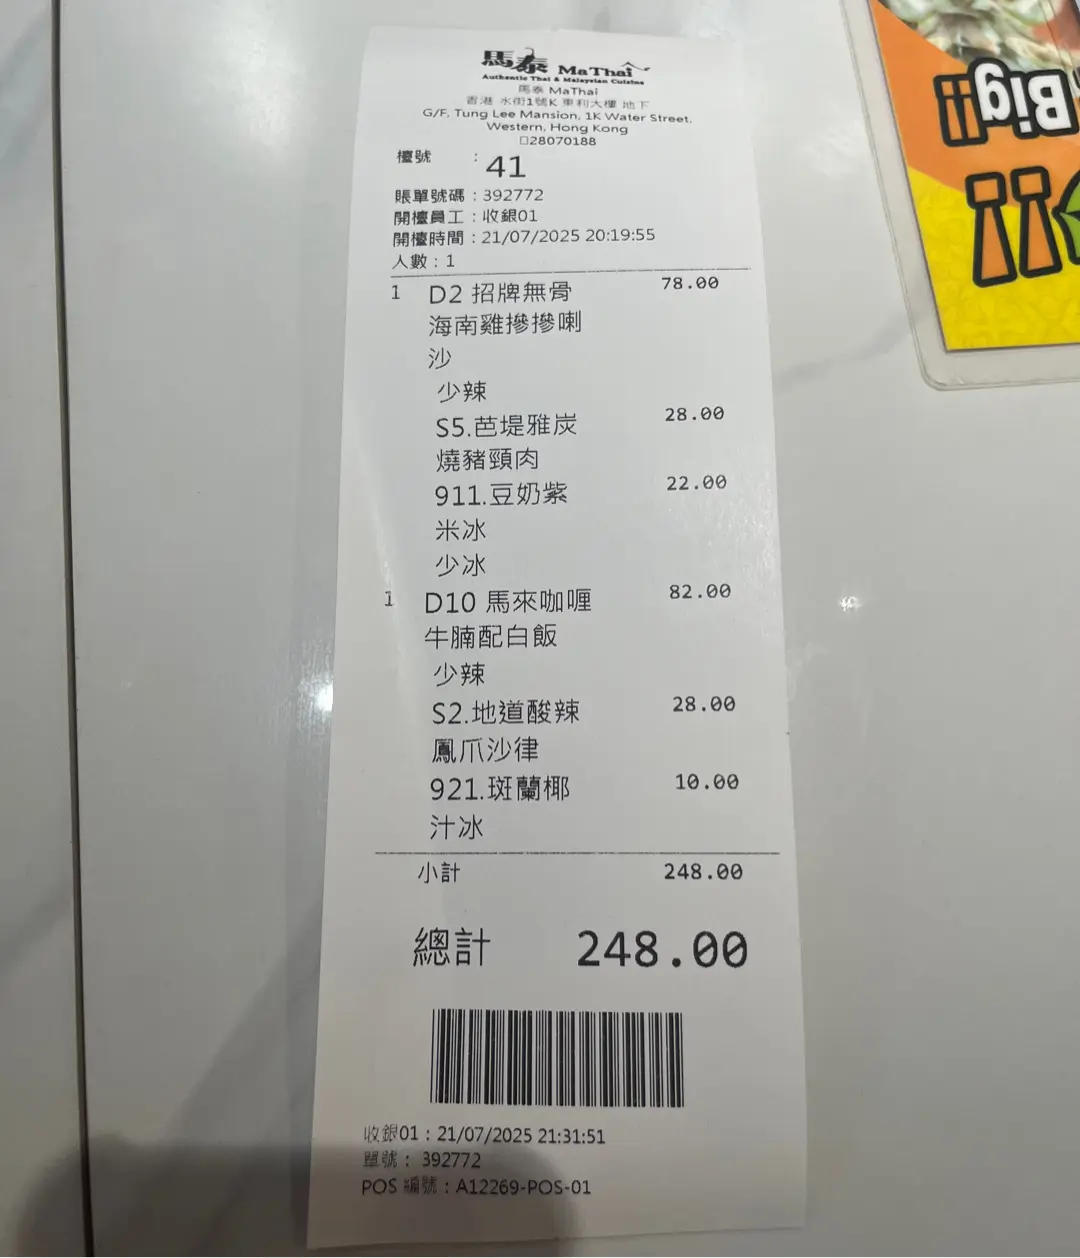 馬泰 MaThai
Authentic Thai & Malaysian Cuisine
馬泰 MaThai
香港 水街1號K 東利大樓 地下
G/F, Tung Lee Mansion, 1K Water Street,
Western, Hong Kong
28070188
檯號 : 41
賬單號碼 : 392772
開檯員工 : 收銀01
開檯時間 : 21/07/2025 20:19:55
人數 : 1
1 D2 招牌無骨 78.00
海南雞摻摻喇
沙
少辣
S5.芭堤雅炭 28.00
燒豬頸肉
911.豆奶紫 22.00
米冰
少冰
1 D10 馬來咖喱 82.00
牛腩配白飯
少辣
S2.地道酸辣 28.00
鳳爪沙律
921.斑蘭椰 10.00
汁冰
小計 248.00
總計 248.00
收銀01 : 21/07/2025 21:31:51
單號 : 392772
POS 編號 : A12269-POS-01
Big!!